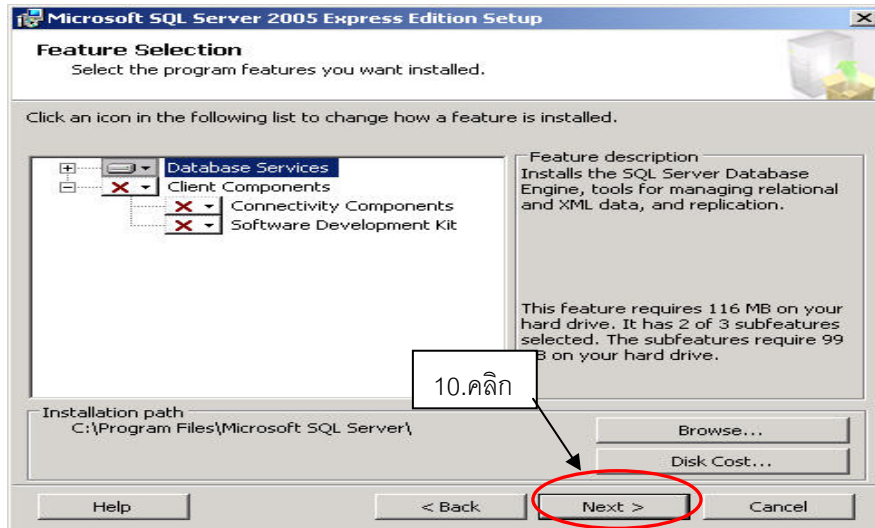 Microsoft SQL Server 2005 Express Edition Setup
Feature Selection
Select the program features you want installed.
Click an icon in the following list to change how a feature is installed.
Database Services
Client Components
Connectivity Components
Software Development Kit
Feature description
Installs the SQL Server Database
Engine, tools for managing relational
and XML data, and replication.
This feature requires 116 MB on your
hard drive. It has 2 of 3 subfeatures
selected. The subfeatures require 99
on your hard drive.
10.คลิก
Installation path
C:\Program Files\Microsoft SQL Server\
Browse...
Disk Cost...
Help
< Back
Next >
Cancel